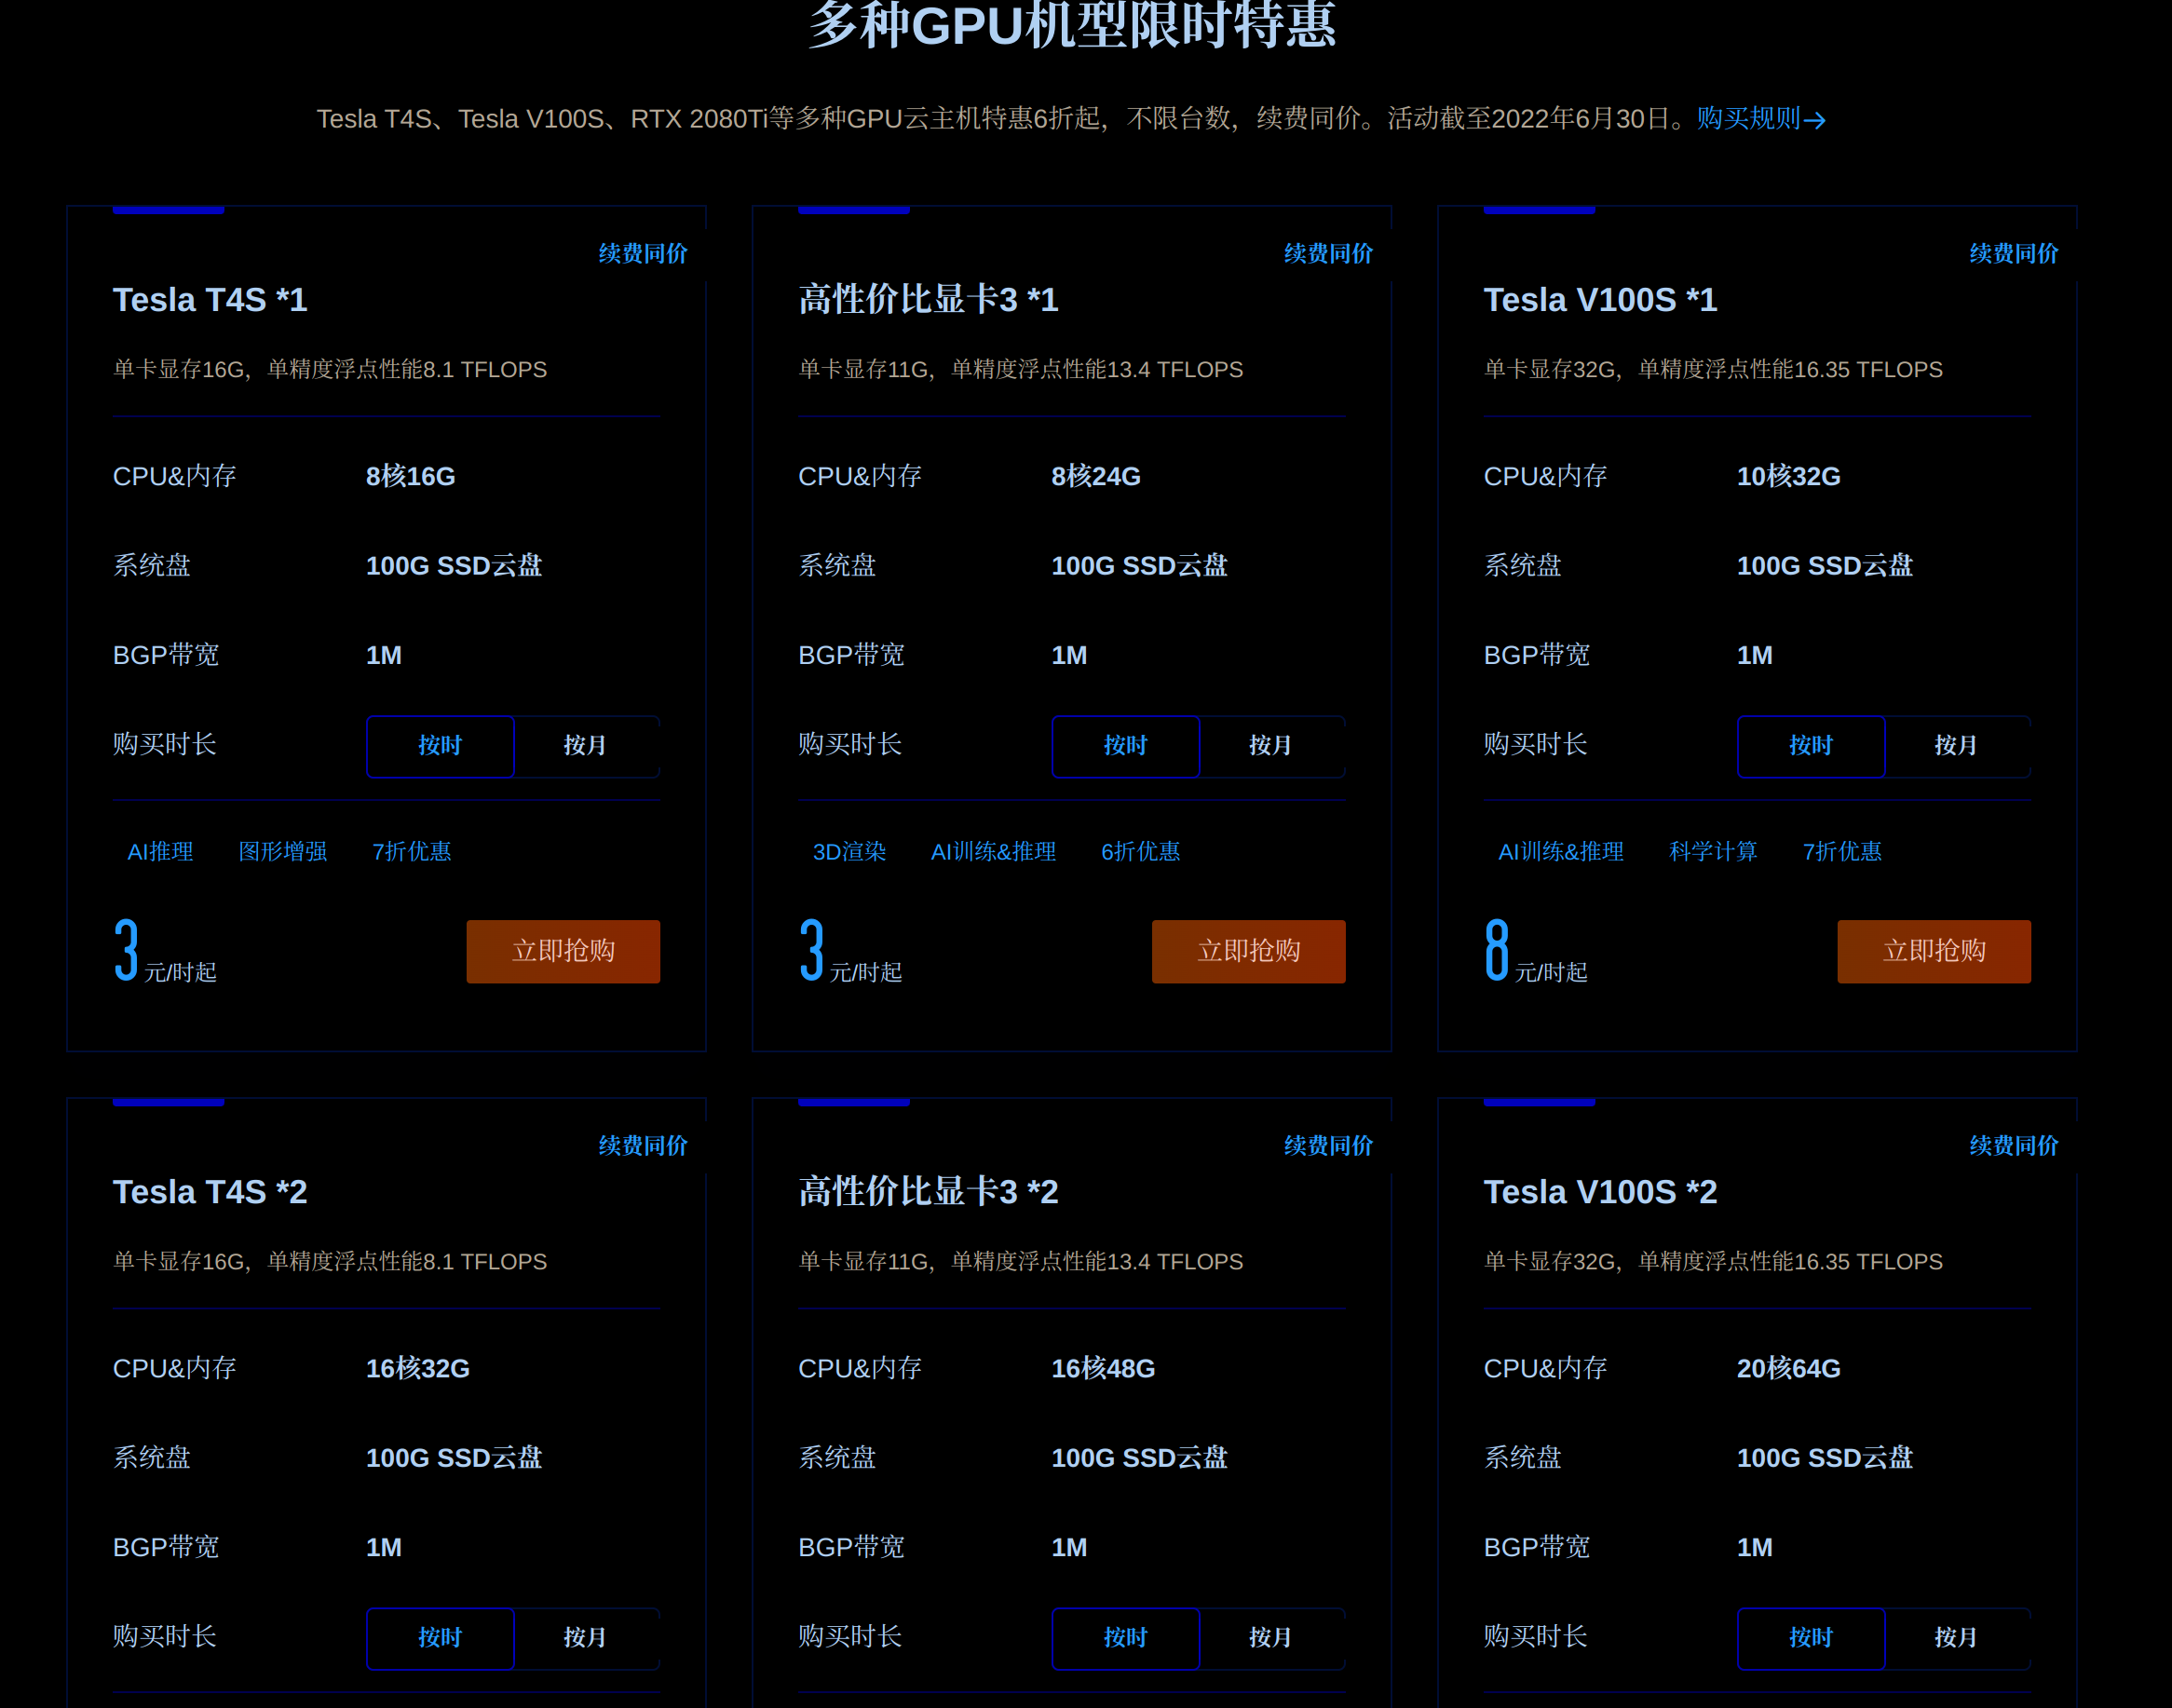 多种GPU机型限时特惠
Tesla T4S、Tesla V100S、RTX 2080Ti等多种GPU云主机特惠6折起，不限台数，续费同价。活动截至2022年6月30日。购买规则→
续费同价
Tesla T4S *1
单卡显存16G，单精度浮点性能8.1 TFLOPS
CPU&内存 8核16G
系统盘 100G SSD云盘
BGP带宽 1M
购买时长 按时 按月
AI推理 图形增强 7折优惠
3 元/时起 立即抢购
续费同价
高性价比显卡3 *1
单卡显存11G，单精度浮点性能13.4 TFLOPS
CPU&内存 8核24G
系统盘 100G SSD云盘
BGP带宽 1M
购买时长 按时 按月
3D渲染 AI训练&推理 6折优惠
3 元/时起 立即抢购
续费同价
Tesla V100S *1
单卡显存32G，单精度浮点性能16.35 TFLOPS
CPU&内存 10核32G
系统盘 100G SSD云盘
BGP带宽 1M
购买时长 按时 按月
AI训练&推理 科学计算 7折优惠
8 元/时起 立即抢购
续费同价
Tesla T4S *2
单卡显存16G，单精度浮点性能8.1 TFLOPS
CPU&内存 16核32G
系统盘 100G SSD云盘
BGP带宽 1M
购买时长 按时 按月
续费同价
高性价比显卡3 *2
单卡显存11G，单精度浮点性能13.4 TFLOPS
CPU&内存 16核48G
系统盘 100G SSD云盘
BGP带宽 1M
购买时长 按时 按月
续费同价
Tesla V100S *2
单卡显存32G，单精度浮点性能16.35 TFLOPS
CPU&内存 20核64G
系统盘 100G SSD云盘
BGP带宽 1M
购买时长 按时 按月